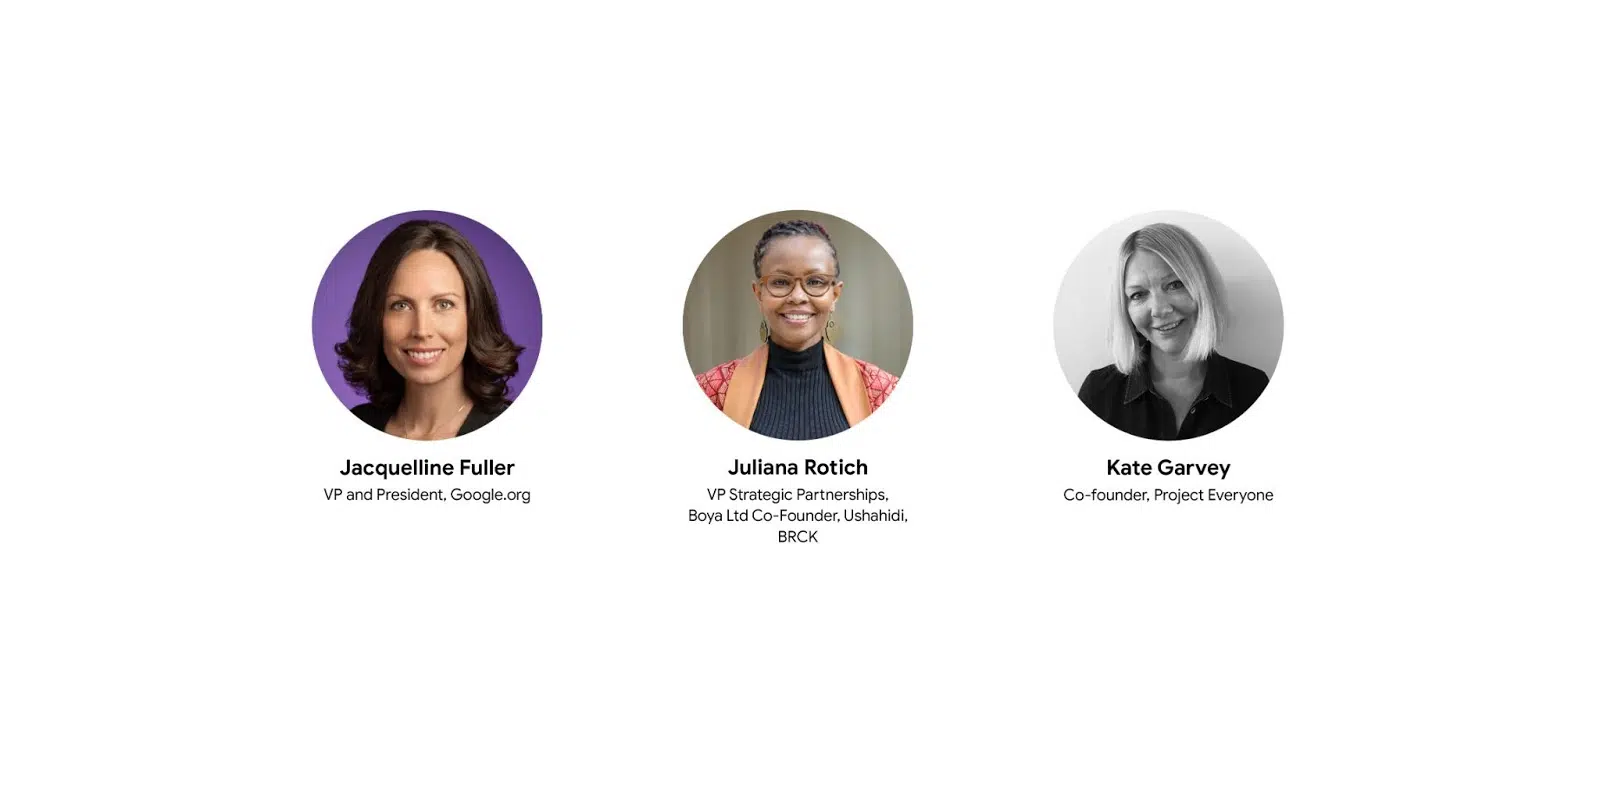 Jacquelline Fuller
VP and President, Google.org
Juliana Rotich
VP Strategic Partnerships,
Boya Ltd Co-Founder, Ushahidi,
BRCK
Kate Garvey
Co-founder, Project Everyone